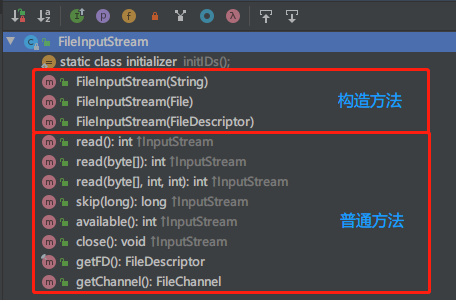 FileInputStream
static class initializer initIDs();
FileInputStream(String)
FileInputStream(File)
FileInputStream(FileDescriptor)
构造方法
read(): int ↑InputStream
read(byte[]): int ↑InputStream
read(byte[], int, int): int ↑InputStream
skip(long): long ↑InputStream
available(): int ↑InputStream
close(): void ↑InputStream
getFD(): FileDescriptor
getChannel(): FileChannel
普通方法